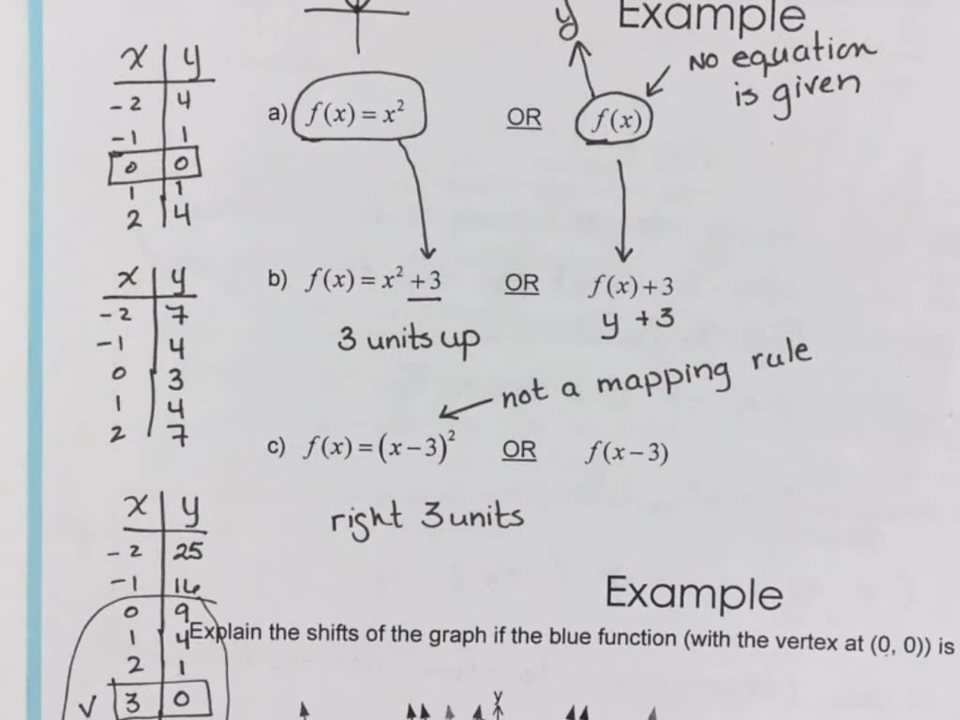 Example
y
No equation
is given
x y
-2 4
-1 1
0 0
1 1
2 4
a) f(x) = x² OR f(x)
x y
-2 7
-1 4
0 3
1 4
2 7
b) f(x) = x² +3 OR f(x)+3
3 units up
y +3
not a mapping rule
c) f(x) = (x−3)² OR f(x−3)
right 3 units
x y
-2 25
-1 16
0 9
1 4
2 1
✓ 3 0
Example
Explain the shifts of the graph if the blue function (with the vertex at (0, 0)) is
y